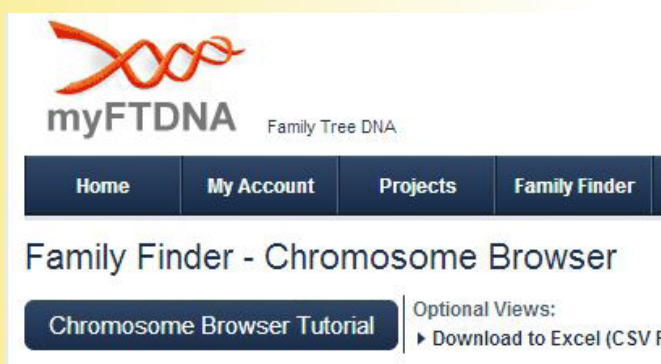 myFTDNA Family Tree DNA
Home My Account Projects Family Finder
Family Finder - Chromosome Browser
Chromosome Browser Tutorial
Optional Views:
Download to Excel (CSV